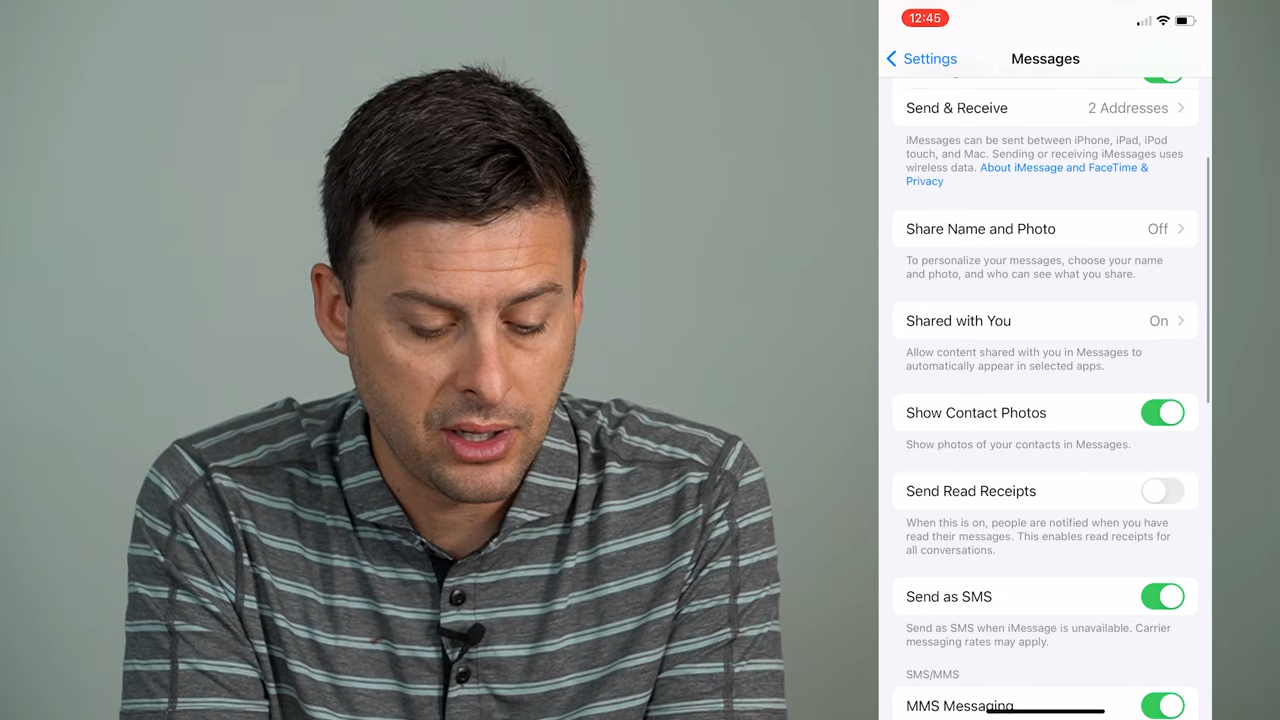 12:45
Settings
Messages
Send & Receive 2 Addresses
iMessages can be sent between iPhone, iPad, iPod
touch, and Mac. Sending or receiving iMessages uses
wireless data. About iMessage and FaceTime &
Privacy
Share Name and Photo Off
To personalize your messages, choose your name
and photo, and who can see what you share.
Shared with You On
Allow content shared with you in Messages to
automatically appear in selected apps.
Show Contact Photos
Show photos of your contacts in Messages.
Send Read Receipts
When this is on, people are notified when you have
read their messages. This enables read receipts for
all conversations.
Send as SMS
Send as SMS when iMessage is unavailable. Carrier
messaging rates may apply.
SMS/MMS
MMS Messaging